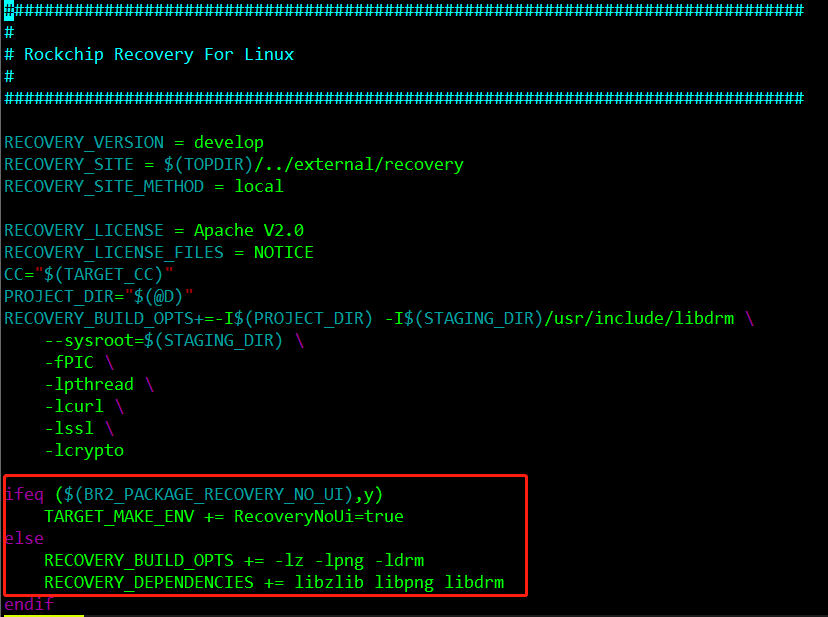 ################################################################################
#
# Rockchip Recovery For Linux
#
################################################################################
RECOVERY_VERSION = develop
RECOVERY_SITE = $(TOPDIR)/../external/recovery
RECOVERY_SITE_METHOD = local
RECOVERY_LICENSE = Apache V2.0
RECOVERY_LICENSE_FILES = NOTICE
CC="$(TARGET_CC)"
PROJECT_DIR="$(@D)"
RECOVERY_BUILD_OPTS+=-I$(PROJECT_DIR) -I$(STAGING_DIR)/usr/include/libdrm \
    --sysroot=$(STAGING_DIR) \
    -fPIC \
    -lpthread \
    -lcurl \
    -lssl \
    -lcrypto
ifeq ($(BR2_PACKAGE_RECOVERY_NO_UI),y)
    TARGET_MAKE_ENV += RecoveryNoUi=true
else
    RECOVERY_BUILD_OPTS += -lz -lpng -ldrm
    RECOVERY_DEPENDENCIES += libzlib libpng libdrm
endif